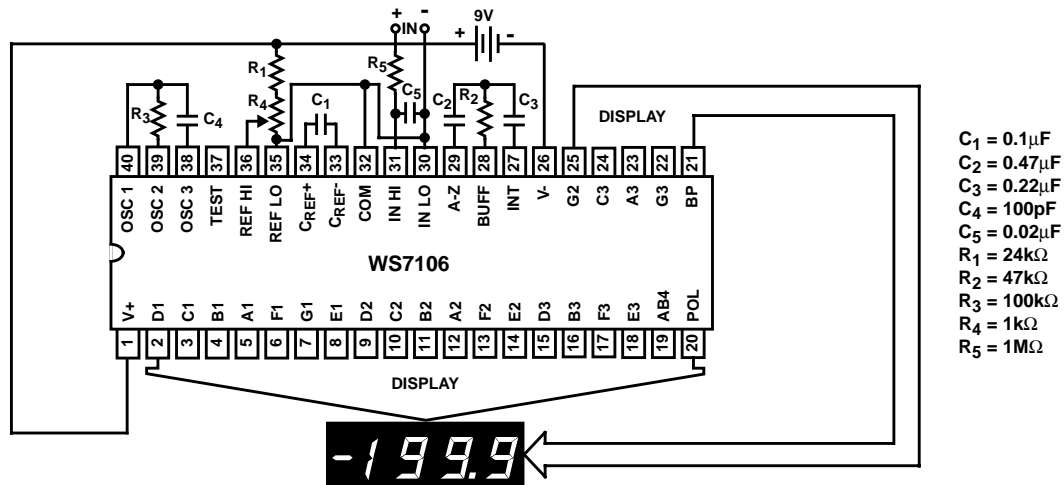 + IN -
+ 9V -
R1
R4
R5
C5
C1
R3
C4
C2
R2
C3
DISPLAY
40 39 38 37 36 35 34 33 32 31 30 29 28 27 26 25 24 23 22 21
OSC 1 OSC 2 OSC 3 TEST REF HI REF LO CREF+ CREF- COM IN HI IN LO A-Z BUFF INT V- G2 C3 A3 G3 BP
WS7106
V+ D1 C1 B1 A1 F1 G1 E1 D2 C2 B2 A2 F2 E2 D3 B3 F3 E3 AB4 POL
1 2 3 4 5 6 7 8 9 10 11 12 13 14 15 16 17 18 19 20
DISPLAY
-199.9
C1 = 0.1μF
C2 = 0.47μF
C3 = 0.22μF
C4 = 100pF
C5 = 0.02μF
R1 = 24kΩ
R2 = 47kΩ
R3 = 100kΩ
R4 = 1kΩ
R5 = 1MΩ